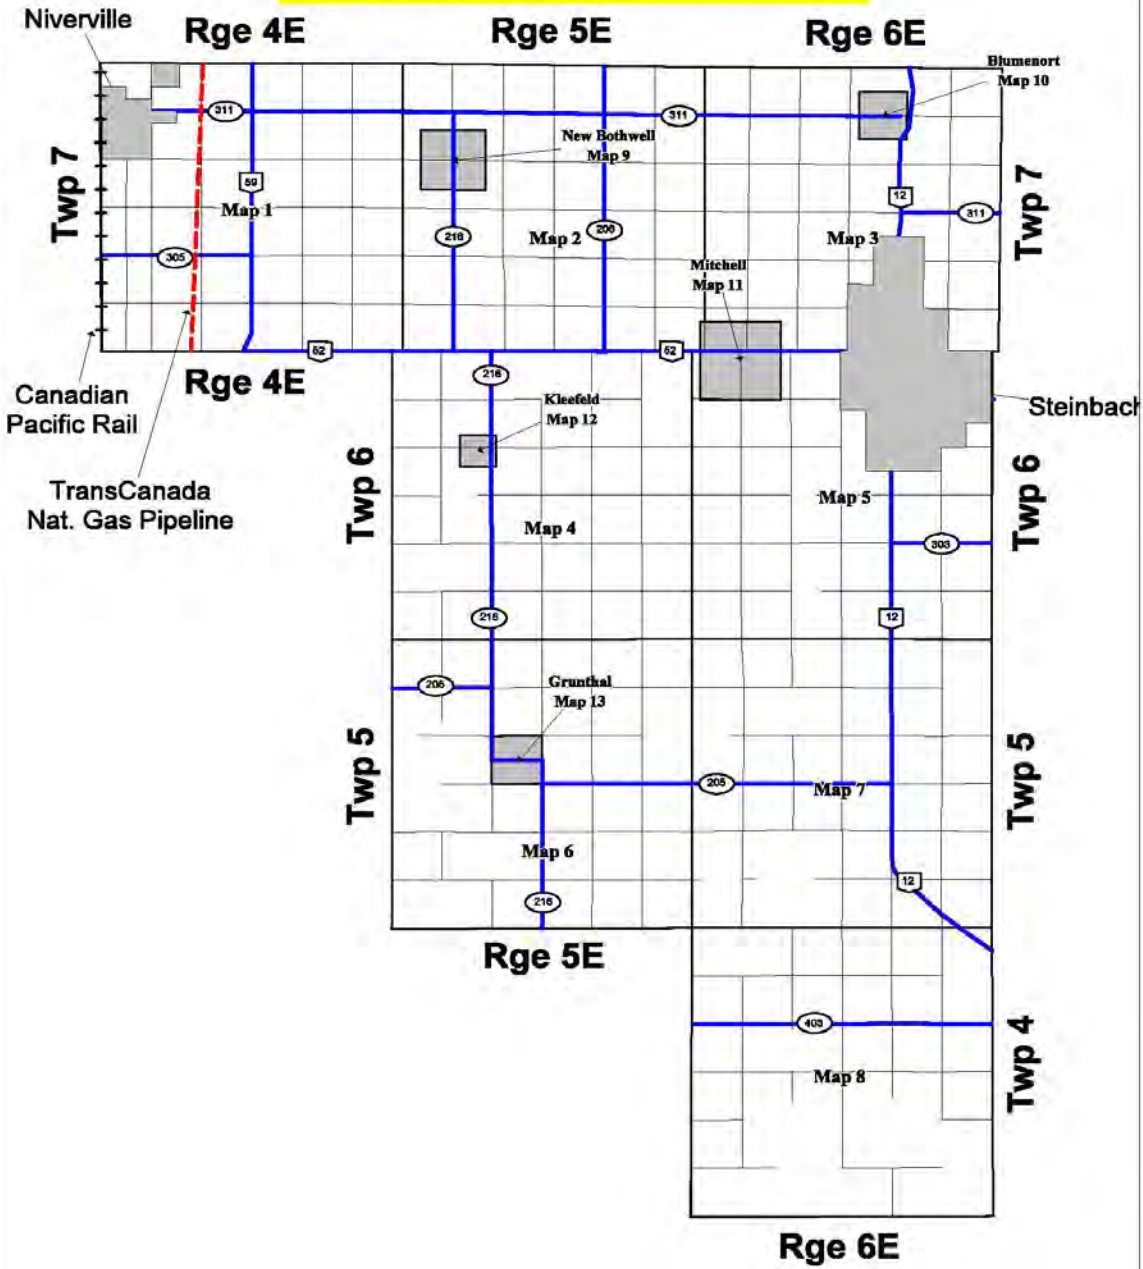 Niverville
Rge 4E
Rge 5E
Rge 6E
Blumenort
Map 10
311
311
New Bothwell
Map 9
Twp 7
59
Map 1
12
311
Twp 7
216
Map 2
206
Map 3
305
Mitchell
Map 11
52
52
Rge 4E
Canadian
Pacific Rail
216
Kleefeld
Map 12
Steinbach
TransCanada
Nat. Gas Pipeline
Twp 6
Map 4
Map 5
Twp 6
303
216
12
205
Grunthal
Map 13
Twp 5
205
Map 7
Twp 5
Map 6
12
216
Rge 5E
403
Twp 4
Map 8
Rge 6E